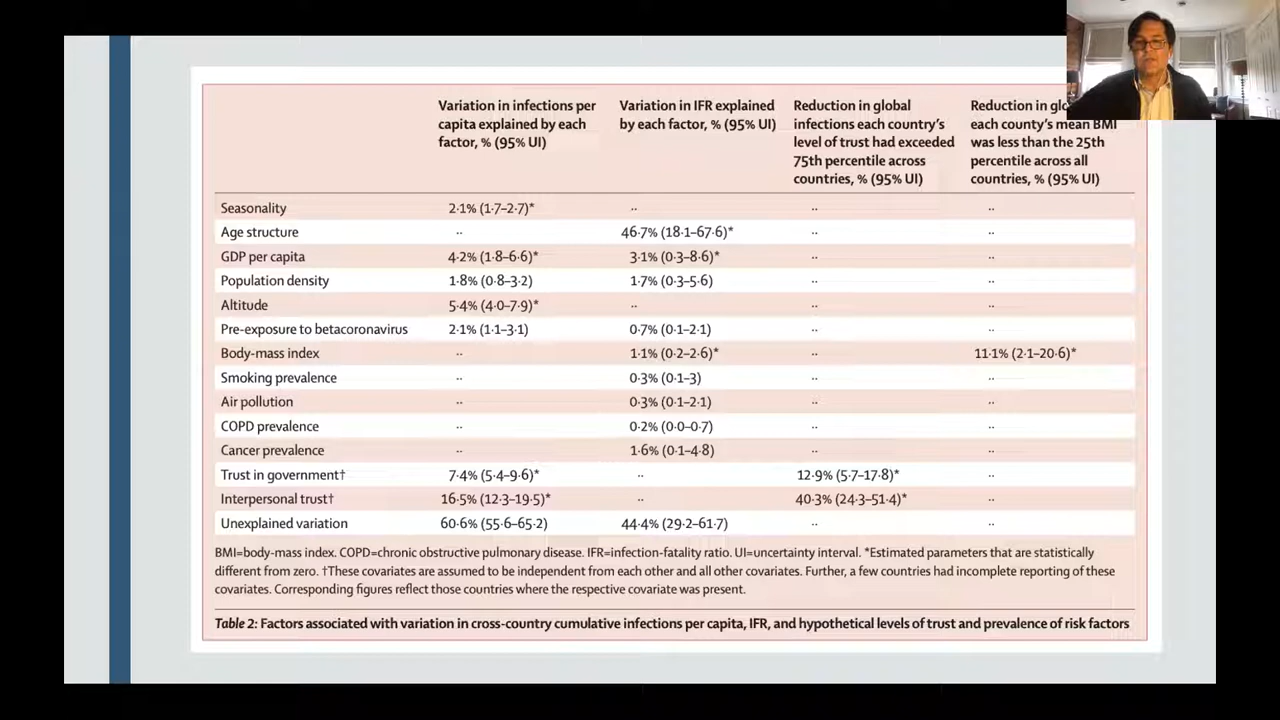 Variation in infections per capita explained by each factor, % (95% UI)
Variation in IFR explained by each factor, % (95% UI)
Reduction in global infections each country's level of trust had exceeded 75th percentile across countries, % (95% UI)
Reduction in each county's mean BMI was less than the 25th percentile across all countries, % (95% UI)
Seasonality 2·1% (1·7–2·7)* ·· ·· ··
Age structure ·· 46·7% (18·1–67·6)* ·· ··
GDP per capita 4·2% (1·8–6·6)* 3·1% (0·3–8·6)* ·· ··
Population density 1·8% (0·8–3·2) 1·7% (0·3–5·6) ·· ··
Altitude 5·4% (4·0–7·9)* ·· ·· ··
Pre-exposure to betacoronavirus 2·1% (1·1–3·1) 0·7% (0·1–2·1) ·· ··
Body-mass index ·· 1·1% (0·2–2·6)* ·· 11·1% (2·1–20·6)*
Smoking prevalence ·· 0·3% (0·1–3) ·· ··
Air pollution ·· 0·3% (0·1–2·1) ·· ··
COPD prevalence ·· 0·2% (0·0–0·7) ·· ··
Cancer prevalence ·· 1·6% (0·1–4·8) ·· ··
Trust in government† 7·4% (5·4–9·6)* ·· 12·9% (5·7–17·8)* ··
Interpersonal trust† 16·5% (12·3–19·5)* ·· 40·3% (24·3–51·4)* ··
Unexplained variation 60·6% (55·6–65·2) 44·4% (29·2–61·7) ·· ··
BMI=body-mass index. COPD=chronic obstructive pulmonary disease. IFR=infection-fatality ratio. UI=uncertainty interval. *Estimated parameters that are statistically
different from zero. †These covariates are assumed to be independent from each other and all other covariates. Further, a few countries had incomplete reporting of these
covariates. Corresponding figures reflect those countries where the respective covariate was present.
Table 2: Factors associated with variation in cross-country cumulative infections per capita, IFR, and hypothetical levels of trust and prevalence of risk factors